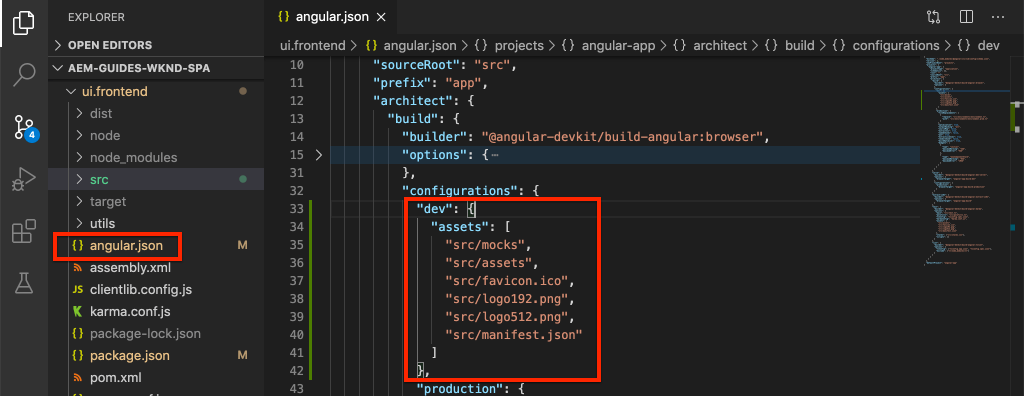 EXPLORER
OPEN EDITORS
AEM-GUIDES-WKND-SPA
ui.frontend
dist
node
node_modules
src
target
utils
{} angular.json M
assembly.xml
JS clientlib.config.js
karma.conf.js
{} package-lock.json
{} package.json M
pom.xml
4
{} angular.json ×
ui.frontend > {} angular.json > {} projects > {} angular-app > {} architect > {} build > {} configurations > {} dev
10 "sourceRoot": "src",
11 "prefix": "app",
12 "architect": {
13 "build": {
14 "builder": "@angular-devkit/build-angular:browser",
15 "options": {⋯
31 },
32 "configurations": {
33 "dev": {
34 "assets": [
35 "src/mocks",
36 "src/assets",
37 "src/favicon.ico",
38 "src/logo192.png",
39 "src/logo512.png",
40 "src/manifest.json"
41 ]
42 },
43 "production": {